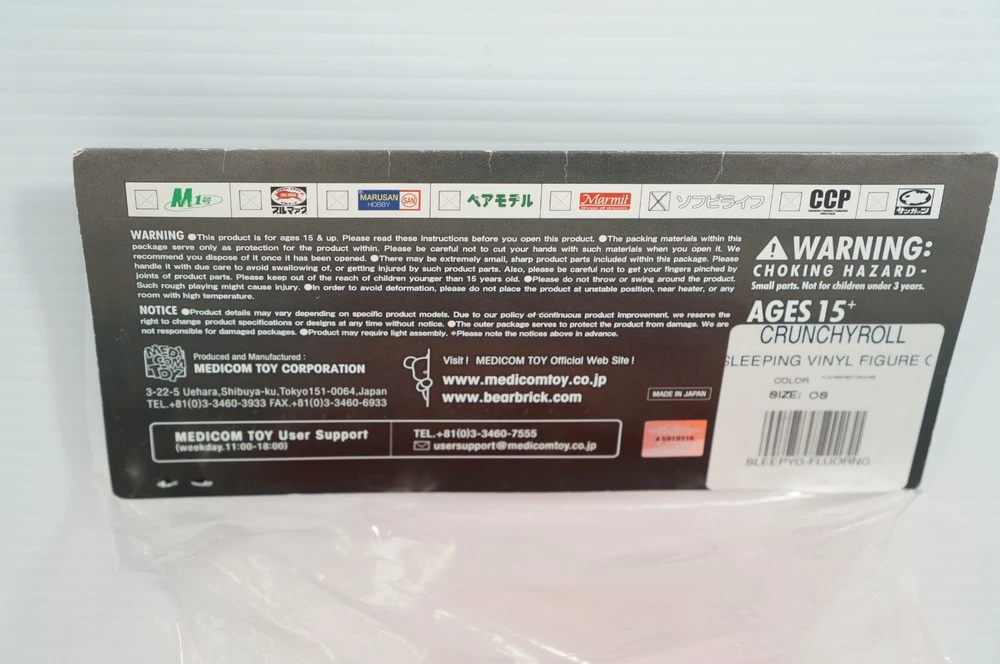 M1号
ブルマァク
MARUSAN HOBBY SAN
ベアモデル
Marmit
ソフビライフ
CCP
サンガッツ
WARNING ●This product is for ages 15 & up. Please read these instructions before you open this product. ●The packing materials within this
package serve only as protection for the product within. Please be careful not to cut your hands with such materials when you open it. We
recommend you dispose of it once it has been opened. ●There may be extremely small, sharp product parts included within this package. Please
handle it with due care to avoid swallowing of, or getting injured by such product parts. Also, please be careful not to get your fingers pinched by
joints of product parts. Please keep out of the reach of children younger than 15 years old. ●Please do not throw or swing around the product.
Such rough playing might cause injury. ●In order to avoid deformation, please do not place the product at unstable position, near heater, or any
room with high temperature.
NOTICE ●Product details may vary depending on specific product models. Due to our policy of continuous product improvement, we reserve the
right to change product specifications or designs at any time without notice. ●The outer package serves to protect the product from damage. We are
not responsible for damaged packages. ●Product may require light assembly. *Please note the notices above in advance.
WARNING:
CHOKING HAZARD-
Small parts. Not for children under 3 years.
AGES 15+
MEDICOM TOY
Produced and Manufactured :
MEDICOM TOY CORPORATION
3-22-5 Uehara,Shibuya-ku,Tokyo151-0064,Japan
TEL.+81(0)3-3460-3933 FAX.+81(0)3-3460-6933
Visit ! MEDICOM TOY Official Web Site !
www.medicomtoy.co.jp
www.bearbrick.com
MADE IN JAPAN
MEDICOM TOY User Support
(weekday.11:00-18:00)
TEL.+81(0)3-3460-7555
usersupport@medicomtoy.co.jp
CRUNCHYROLL
SLEEPING VINYL FIGURE
COLOR
SIZE: OS
SLEEPYG-FLUORNG